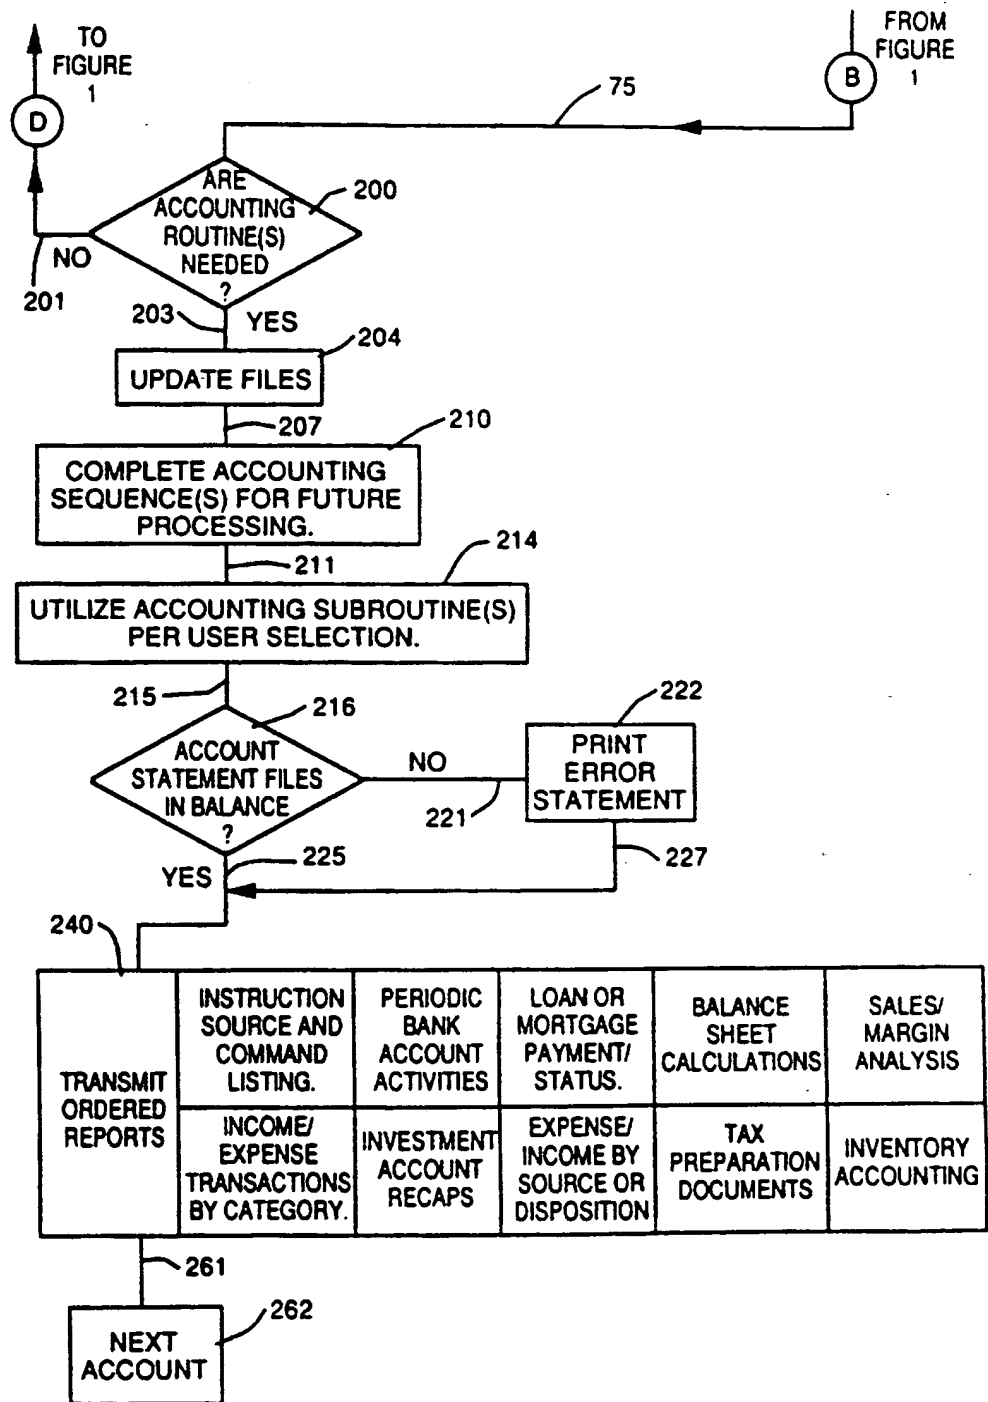 TO
FIGURE
1
FROM
FIGURE
1
D
B
75
ARE
ACCOUNTING
ROUTINE(S)
NEEDED
?
200
NO
201
203
YES
204
UPDATE FILES
207
210
COMPLETE ACCOUNTING
SEQUENCE(S) FOR FUTURE
PROCESSING.
211
214
UTILIZE ACCOUNTING SUBROUTINE(S)
PER USER SELECTION.
215
216
ACCOUNT
STATEMENT FILES
IN BALANCE
?
NO
221
222
PRINT
ERROR
STATEMENT
227
225
YES
240
TRANSMIT
ORDERED
REPORTS
INSTRUCTION
SOURCE AND
COMMAND
LISTING.
PERIODIC
BANK
ACCOUNT
ACTIVITIES
LOAN OR
MORTGAGE
PAYMENT/
STATUS.
BALANCE
SHEET
CALCULATIONS
SALES/
MARGIN
ANALYSIS
INCOME/
EXPENSE
TRANSACTIONS
BY CATEGORY.
INVESTMENT
ACCOUNT
RECAPS
EXPENSE/
INCOME BY
SOURCE OR
DISPOSITION
TAX
PREPARATION
DOCUMENTS
INVENTORY
ACCOUNTING
261
262
NEXT
ACCOUNT